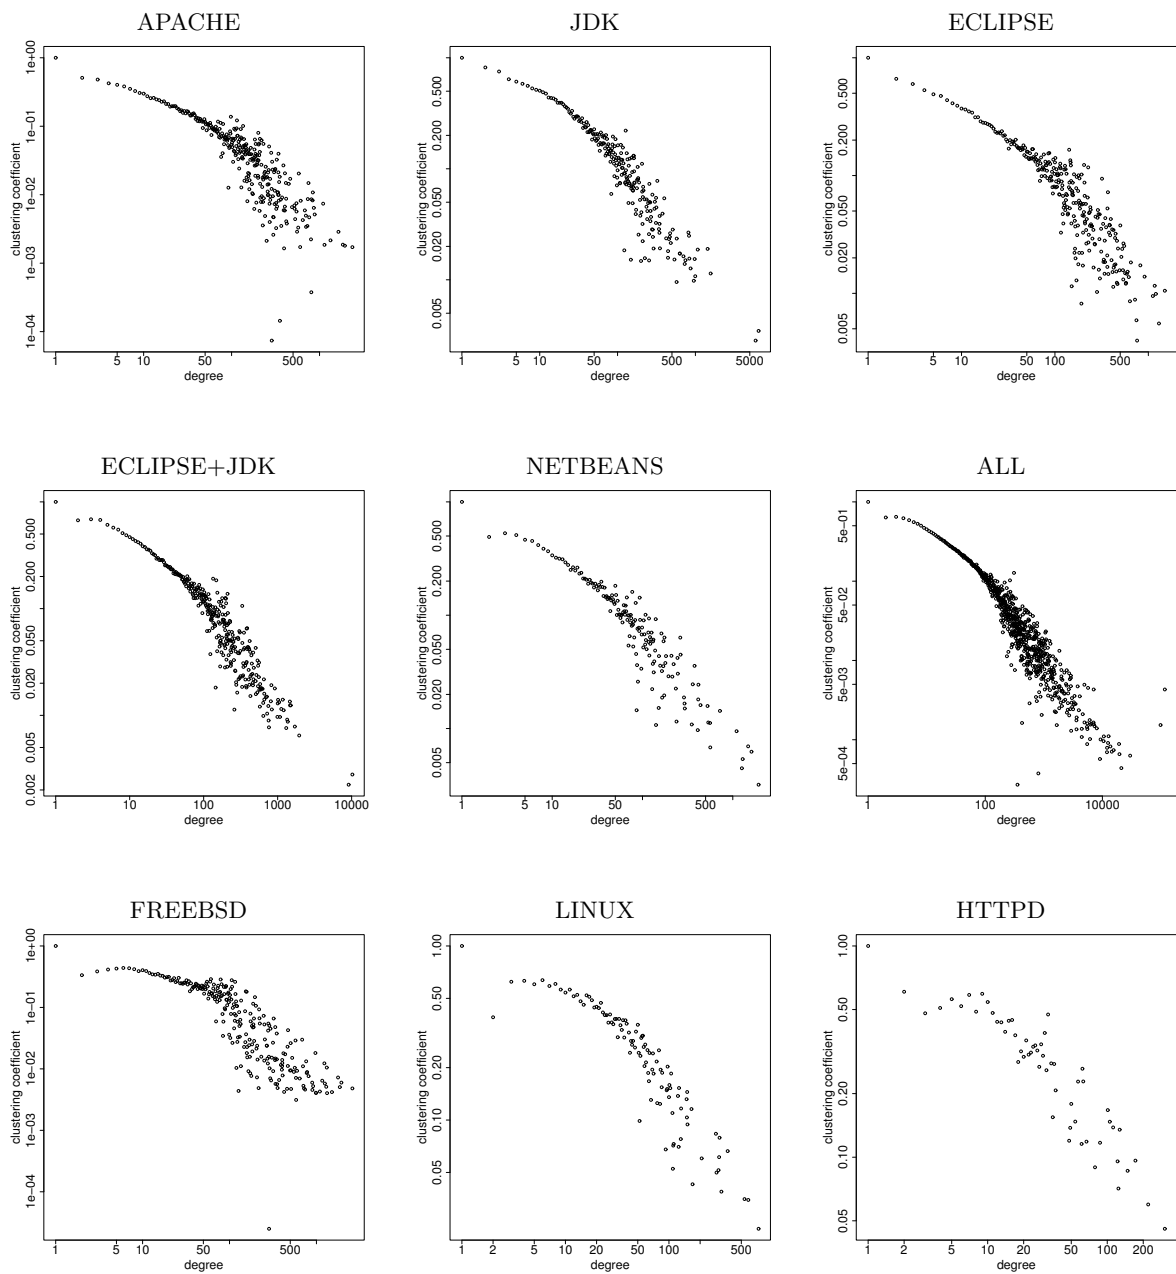 APACHE JDK ECLIPSE
clustering coefficient
1e−04 1e−03 1e−02 1e−01 1e+00
1 5 10 50 500
degree
clustering coefficient
0.005 0.020 0.050 0.200 0.500
1 5 10 50 500 5000
degree
clustering coefficient
0.005 0.020 0.050 0.200 0.500
1 5 10 50 100 500
degree
ECLIPSE+JDK NETBEANS ALL
clustering coefficient
0.002 0.005 0.020 0.050 0.200 0.500
1 10 100 1000 10000
degree
clustering coefficient
0.005 0.020 0.050 0.200 0.500
1 5 10 50 500
degree
clustering coefficient
5e−04 5e−03 5e−02 5e−01
1 100 10000
degree
FREEBSD LINUX HTTPD
clustering coefficient
1e−04 1e−03 1e−02 1e−01 1e+00
1 5 10 50 500
degree
clustering coefficient
0.05 0.10 0.20 0.50 1.00
1 2 5 10 20 50 100 500
degree
clustering coefficient
0.05 0.10 0.20 0.50 1.00
1 2 5 10 20 50 100 200
degree